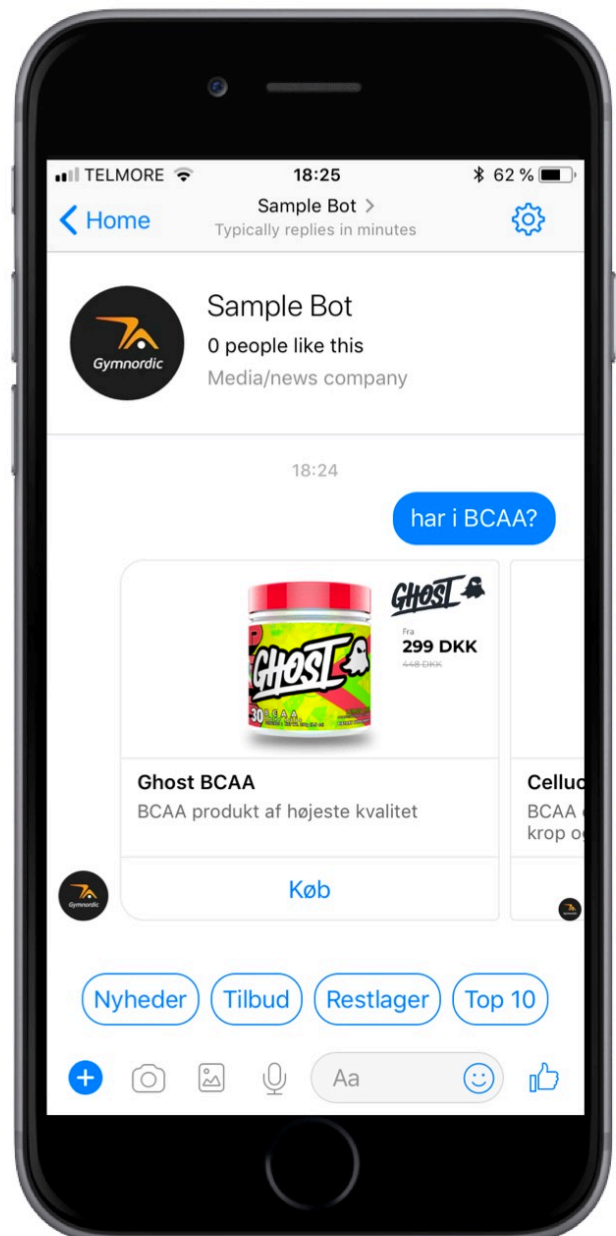 TELMORE 18:25 62 %
Home
Sample Bot >
Typically replies in minutes
Gymnordic
Sample Bot
0 people like this
Media/news company
18:24
har i BCAA?
GHOST
Fra
299 DKK
448 DKK
GHOST
30 BCAA
Ghost BCAA
BCAA produkt af højeste kvalitet
Køb
Celluc
BCAA
krop og
Gymnordic
Nyheder
Tilbud
Restlager
Top 10
Aa